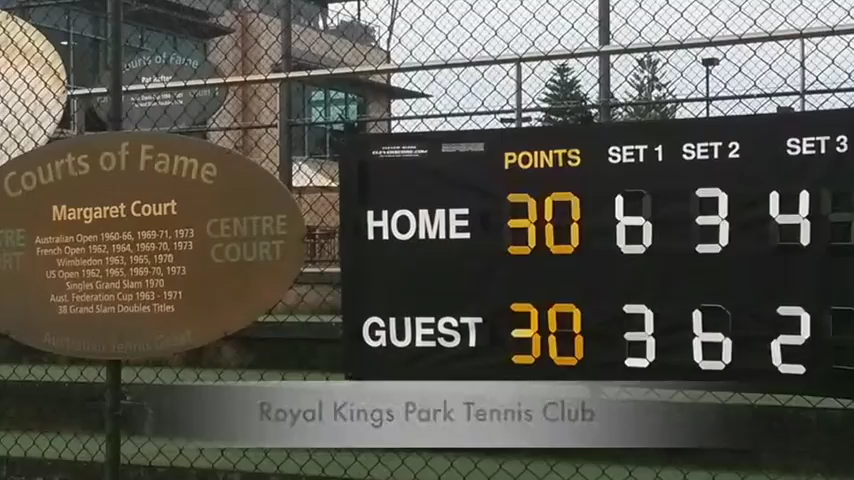 Courts of Fame
Courts of Fame
Margaret Court
Australian Open 1960-66, 1969-71, 1973
French Open 1962, 1964, 1969-70, 1973
Wimbledon 1963, 1965, 1970
US Open 1962, 1965, 1969-70, 1973
Singles Grand Slam 1970
Aust. Federation Cup 1963 - 1971
38 Grand Slam Doubles Titles
CENTRE
COURT
POINTS SET 1 SET 2 SET 3
HOME 30 6 3 4
GUEST 30 3 6 2
Royal Kings Park Tennis Club